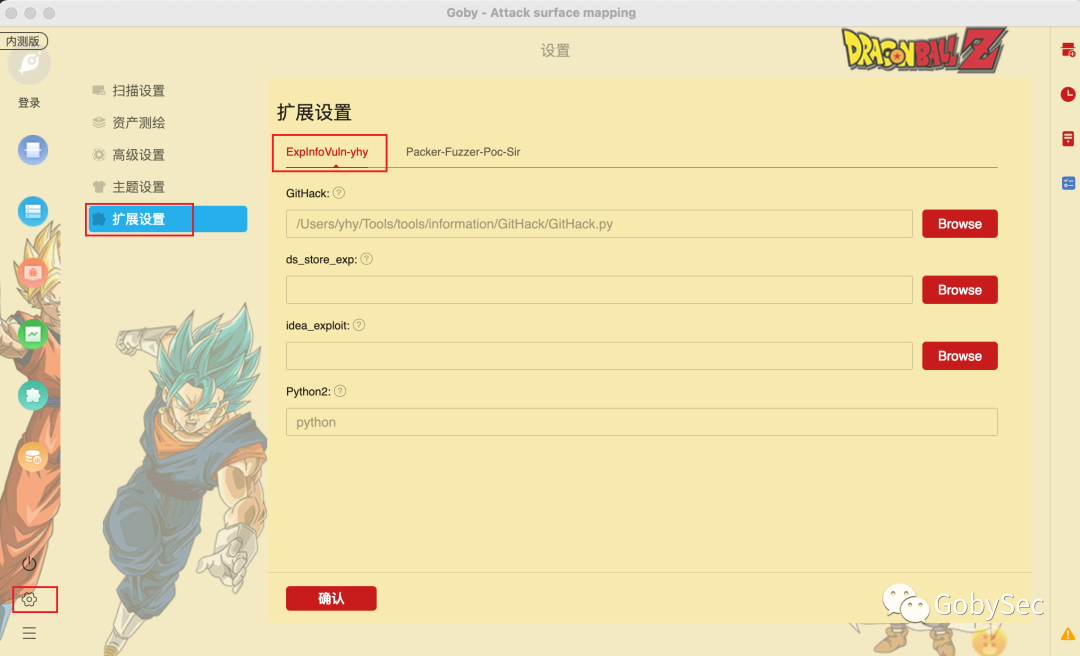 Goby - Attack surface mapping
内测版
设置
DRAGONBALL Z
登录
扫描设置
资产测绘
高级设置
主题设置
扩展设置
扩展设置
ExpInfoVuln-yhy
Packer-Fuzzer-Poc-Sir
GitHack: ?
/Users/yhy/Tools/tools/information/GitHack/GitHack.py
Browse
ds_store_exp: ?
Browse
idea_exploit: ?
Browse
Python2: ?
python
确认
GobySec